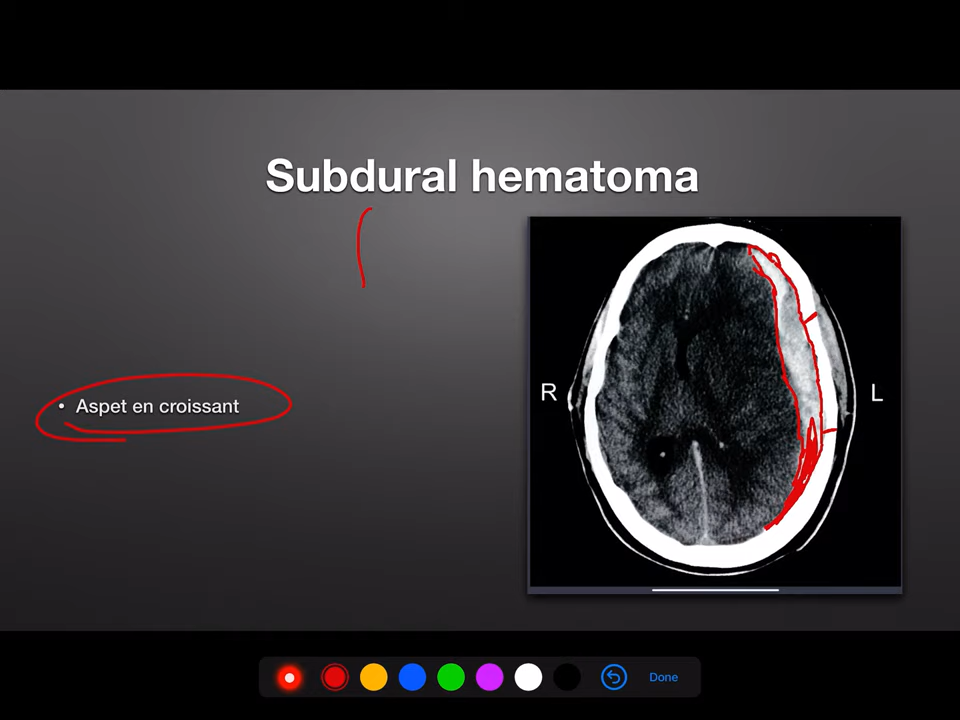 Subdural hematoma
• Aspet en croissant
R
L
Done